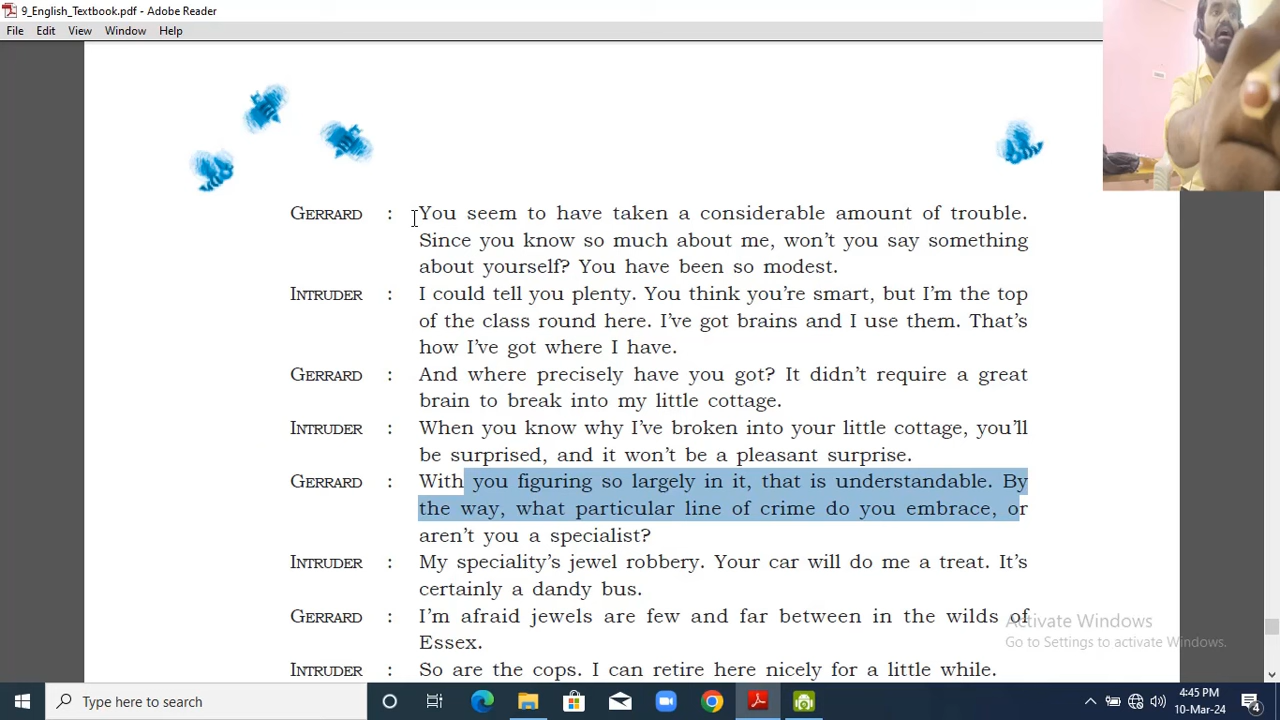 9_English_Textbook.pdf - Adobe Reader
File Edit View Window Help
GERRARD : You seem to have taken a considerable amount of trouble.
Since you know so much about me, won't you say something
about yourself? You have been so modest.
INTRUDER : I could tell you plenty. You think you're smart, but I'm the top
of the class round here. I've got brains and I use them. That's
how I've got where I have.
GERRARD : And where precisely have you got? It didn't require a great
brain to break into my little cottage.
INTRUDER : When you know why I've broken into your little cottage, you'll
be surprised, and it won't be a pleasant surprise.
GERRARD : With you figuring so largely in it, that is understandable. By
the way, what particular line of crime do you embrace, or
aren't you a specialist?
INTRUDER : My speciality's jewel robbery. Your car will do me a treat. It's
certainly a dandy bus.
GERRARD : I'm afraid jewels are few and far between in the wilds of
Essex.
INTRUDER : So are the cops. I can retire here nicely for a little while.
Activate Windows
Go to Settings to activate Windows.
Type here to search
4:45 PM
10-Mar-24
4